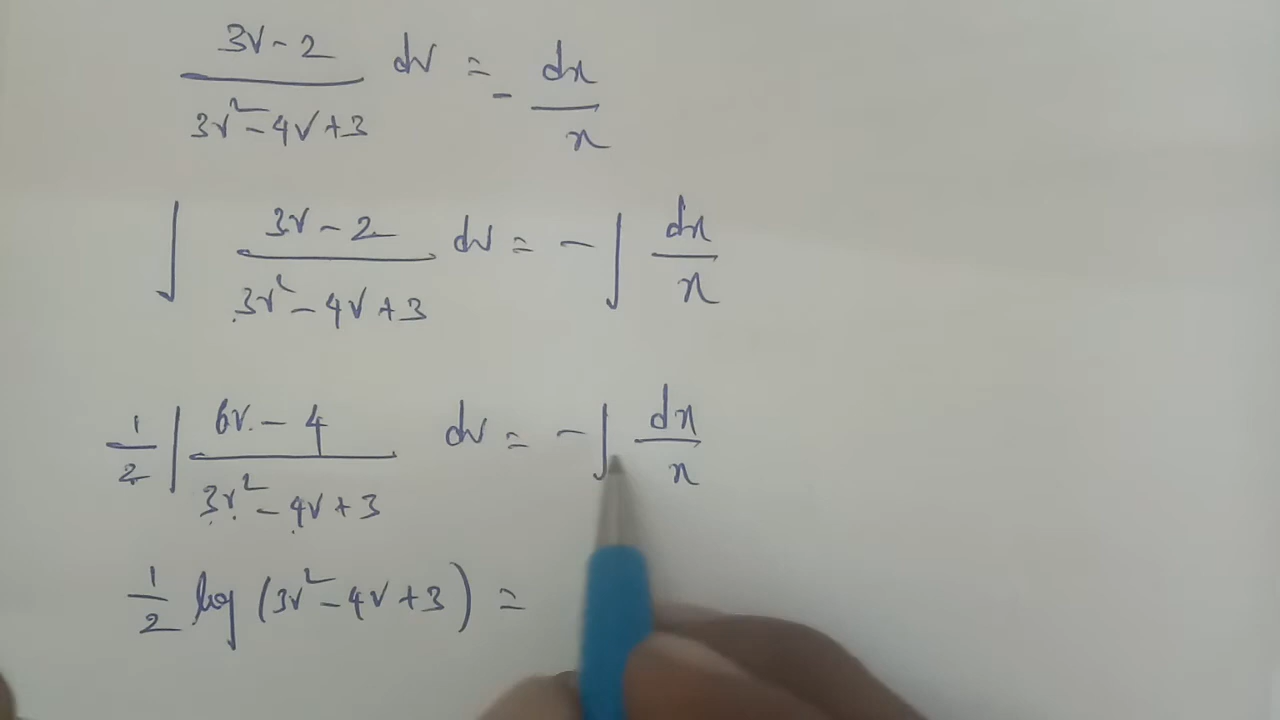 (3v-2)/(3v²-4v+3) dv = - dx/x
∫ (3v-2)/(3v²-4v+3) dv = - ∫ dx/x
1/2 ∫ (6v-4)/(3v²-4v+3) dv = - ∫ dx/x
1/2 log (3v²-4v+3) =